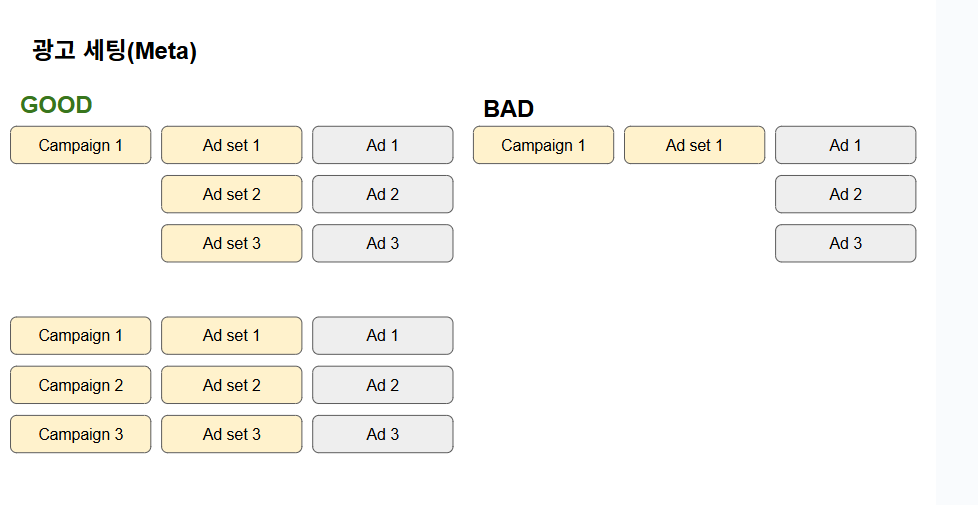 광고 세팅(Meta)
GOOD
Campaign 1 Ad set 1 Ad 1
Ad set 2 Ad 2
Ad set 3 Ad 3
Campaign 1 Ad set 1 Ad 1
Campaign 2 Ad set 2 Ad 2
Campaign 3 Ad set 3 Ad 3
BAD
Campaign 1 Ad set 1 Ad 1
Ad 2
Ad 3